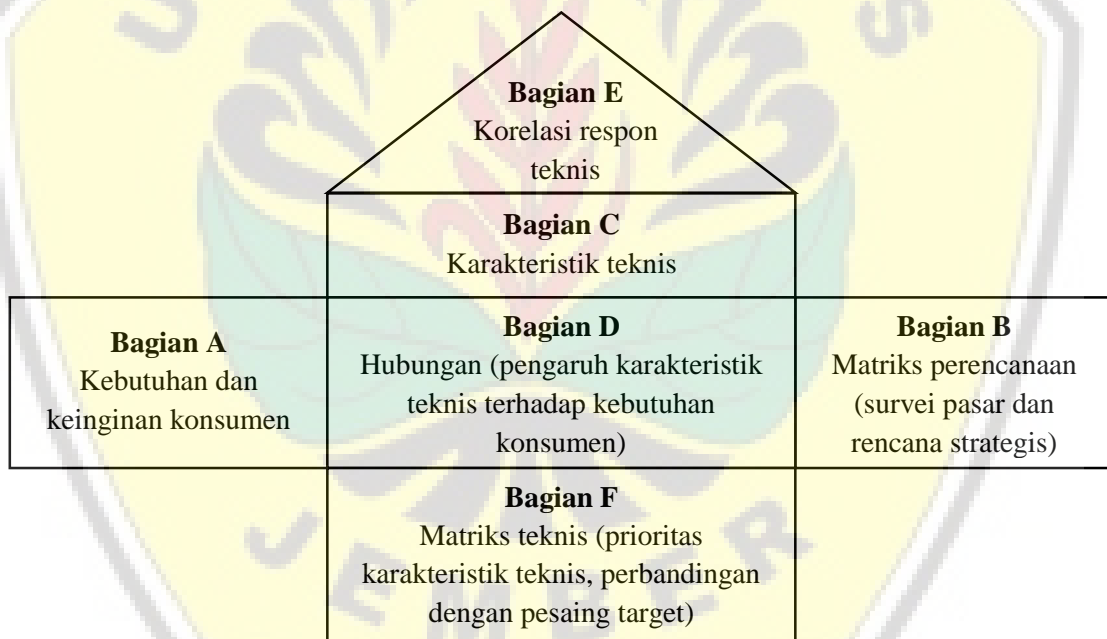 Bagian E
Korelasi respon
teknis
Bagian C
Karakteristik teknis
Bagian A
Kebutuhan dan
keinginan konsumen
Bagian D
Hubungan (pengaruh karakteristik
teknis terhadap kebutuhan
konsumen)
Bagian B
Matriks perencanaan
(survei pasar dan
rencana strategis)
Bagian F
Matriks teknis (prioritas
karakteristik teknis, perbandingan
dengan pesaing target)
JEMBER